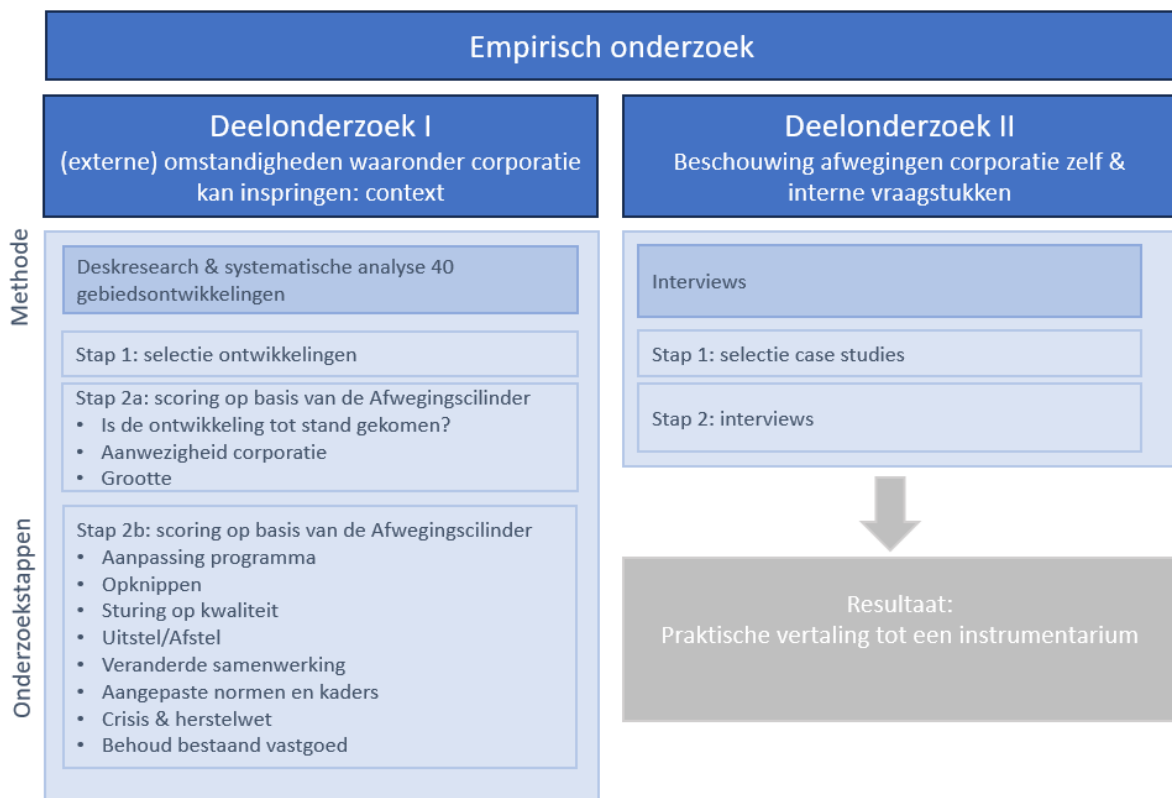 Empirisch onderzoek
Deelonderzoek I
(externe) omstandigheden waaronder corporatie
kan inspringen: context
Methode
Deskresearch & systematische analyse 40
gebiedsontwikkelingen
Onderzoekstappen
Stap 1: selectie ontwikkelingen
Stap 2a: scoring op basis van de Afwegingscilinder
• Is de ontwikkeling tot stand gekomen?
• Aanwezigheid corporatie
• Grootte
Stap 2b: scoring op basis van de Afwegingscilinder
• Aanpassing programma
• Opknippen
• Sturing op kwaliteit
• Uitstel/Afstel
• Veranderde samenwerking
• Aangepaste normen en kaders
• Crisis & herstelwet
• Behoud bestaand vastgoed
Deelonderzoek II
Beschouwing afwegingen corporatie zelf &
interne vraagstukken
Interviews
Stap 1: selectie case studies
Stap 2: interviews
Resultaat:
Praktische vertaling tot een instrumentarium